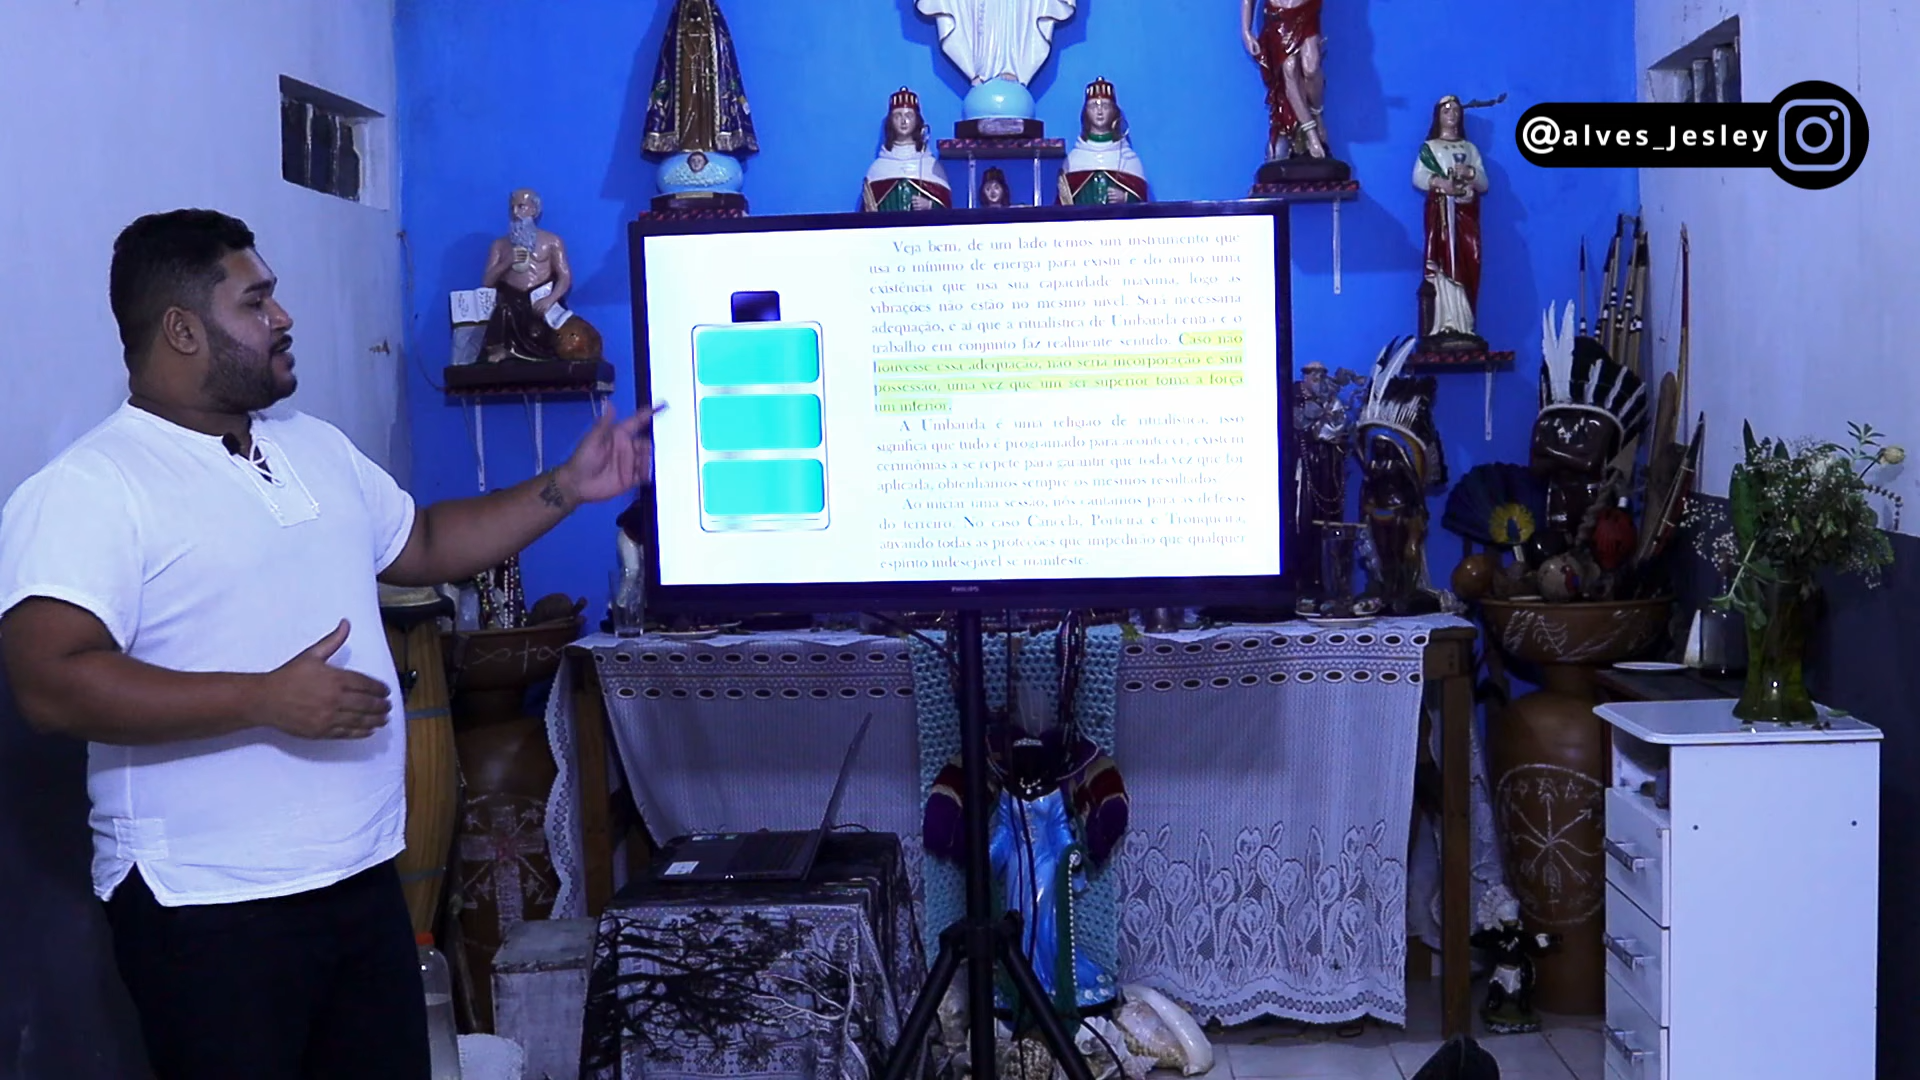 @alves_Jesley
Veja bem, de um lado temos um instrumento que
usa o mínimo de energia para existir e do outro uma
existência que usa sua capacidade máxima, logo as
vibrações não estão no mesmo nível. Será necessária
adequação, e aí que a ritualística de Umbanda entra e o
trabalho em conjunto faz realmente sentido. Caso não
houvesse essa adequação, não seria incorporação e sim
possessão, uma vez que um ser superior toma a força
um inferior.
A Umbanda é uma religião de ritualística, isso
significa que tudo é programado para acontecer, existem
cerimônias a se repete para garantir que toda vez que for
aplicada, obtenhamos sempre os mesmos resultados.
Ao iniciar uma sessão, nós cantamos para as defesas
do terreiro. No caso Cancela, Porteira e Tronqueira,
ativando todas as proteções que impedirão que qualquer
espírito indesejável se manifeste.
PHILIPS